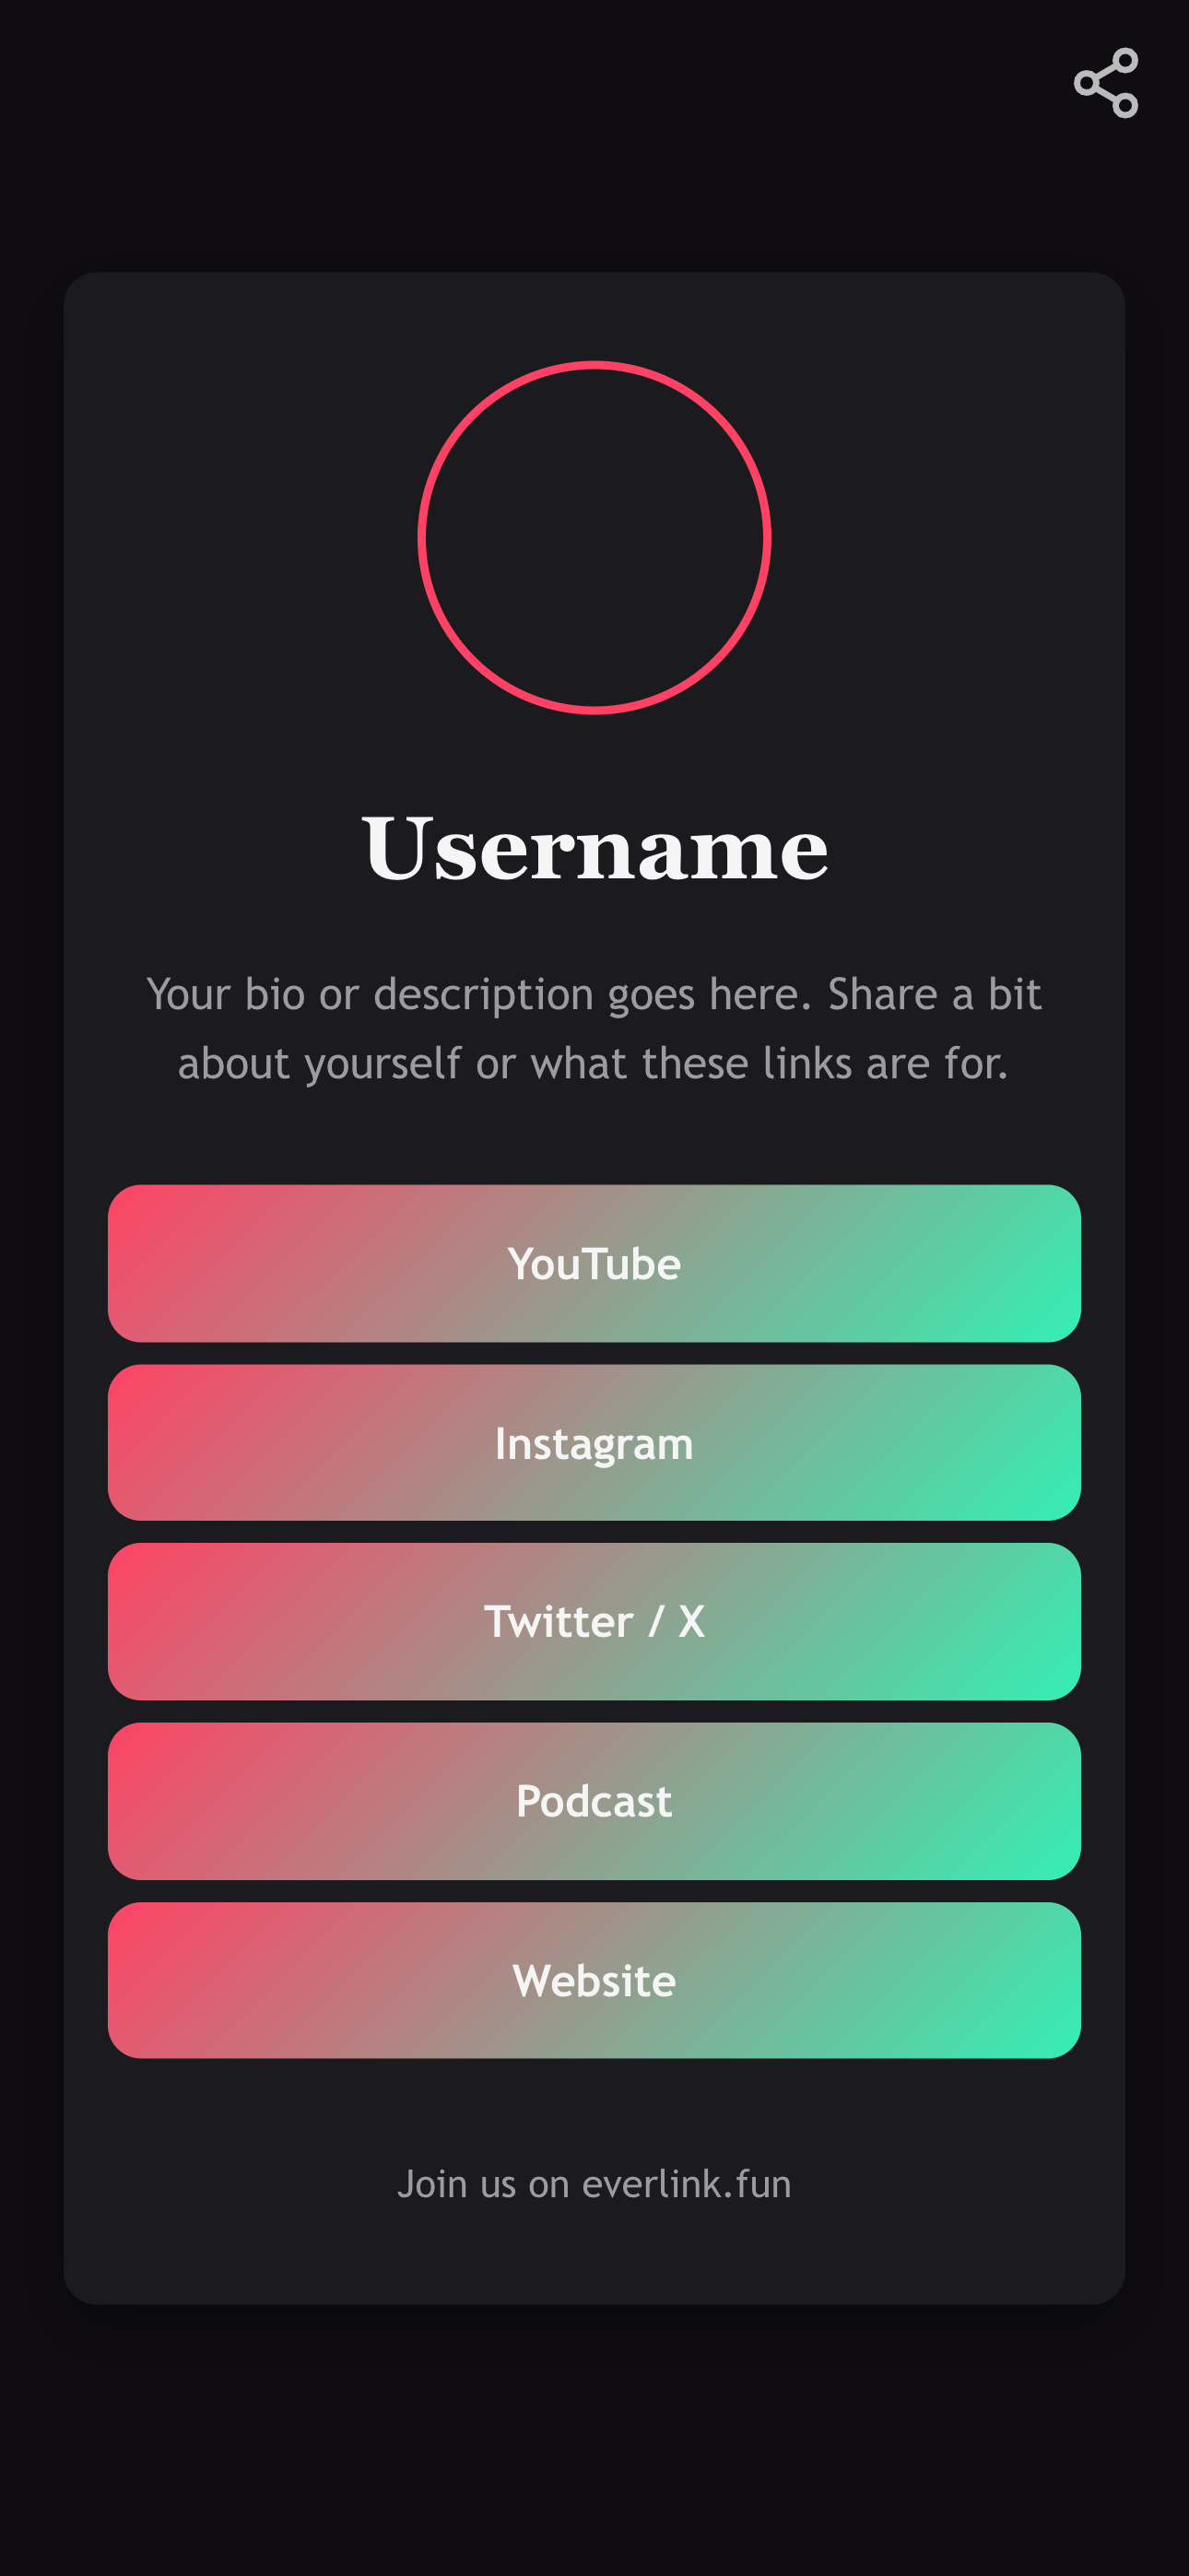 Username
Your bio or description goes here. Share a bit
about yourself or what these links are for.
YouTube
Instagram
Twitter / X
Podcast
Website
Join us on everlink.fun